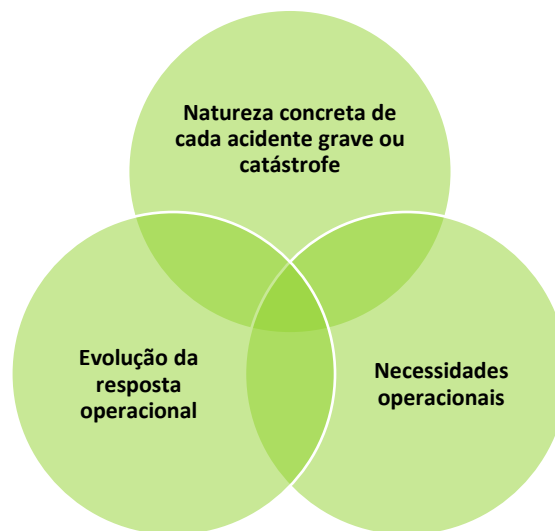 Natureza concreta de
cada acidente grave ou
catástrofe
Evolução da
resposta
operacional
Necessidades
operacionais